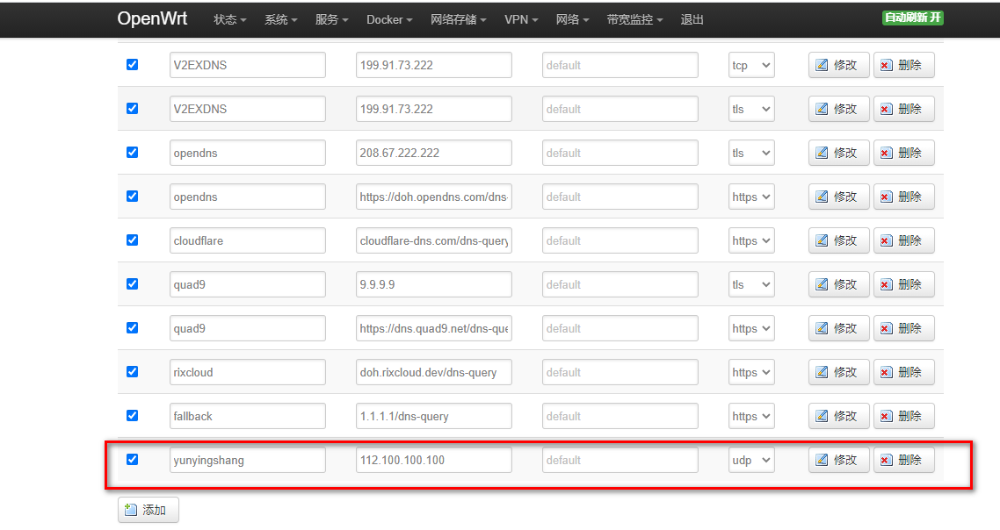 OpenWrt 状态 系统 服务 Docker 网络存储 VPN 网络 带宽监控 退出 自动刷新 开
V2EXDNS 199.91.73.222 default tcp 修改 删除
V2EXDNS 199.91.73.222 default tls 修改 删除
opendns 208.67.222.222 default tls 修改 删除
opendns https://doh.opendns.com/dns- default https 修改 删除
cloudflare cloudflare-dns.com/dns-query default https 修改 删除
quad9 9.9.9.9 default tls 修改 删除
quad9 https://dns.quad9.net/dns-que default https 修改 删除
rixcloud doh.rixcloud.dev/dns-query default https 修改 删除
fallback 1.1.1.1/dns-query default https 修改 删除
yunyingshang 112.100.100.100 default udp 修改 删除
添加